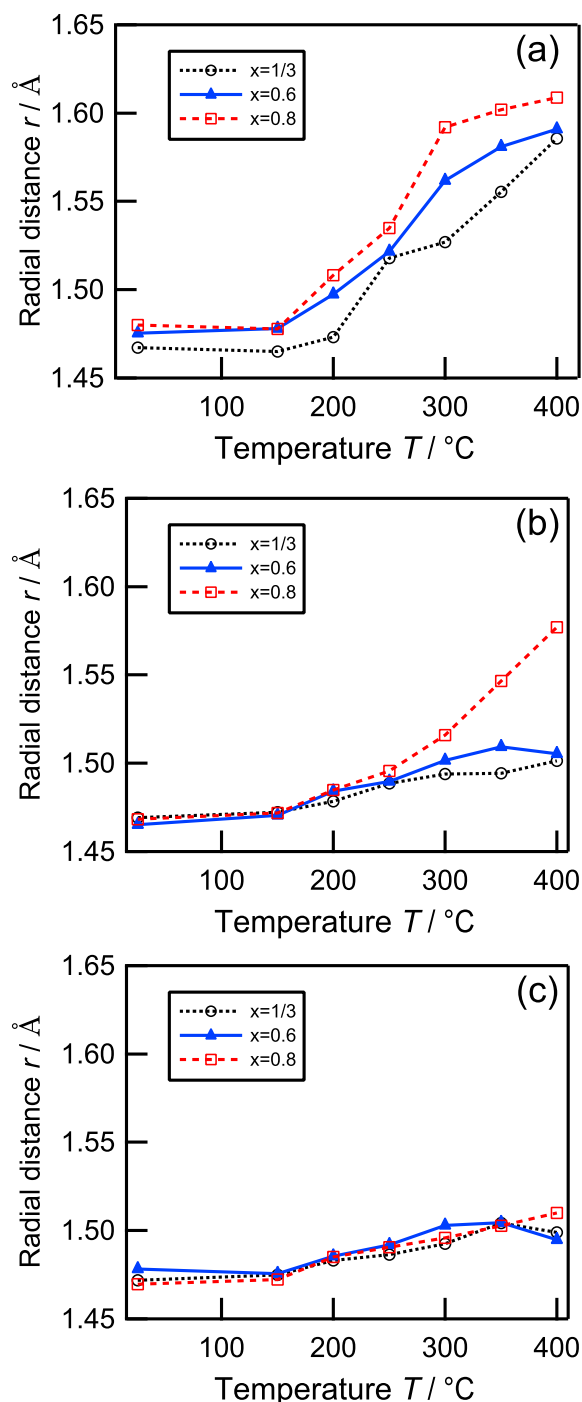 (a)
1.65
1.60
1.55
1.50
1.45
Radial distance r / Å
x=1/3
x=0.6
x=0.8
100 200 300 400
Temperature T / °C
(b)
1.65
1.60
1.55
1.50
1.45
Radial distance r / Å
x=1/3
x=0.6
x=0.8
100 200 300 400
Temperature T / °C
(c)
1.65
1.60
1.55
1.50
1.45
Radial distance r / Å
x=1/3
x=0.6
x=0.8
100 200 300 400
Temperature T / °C